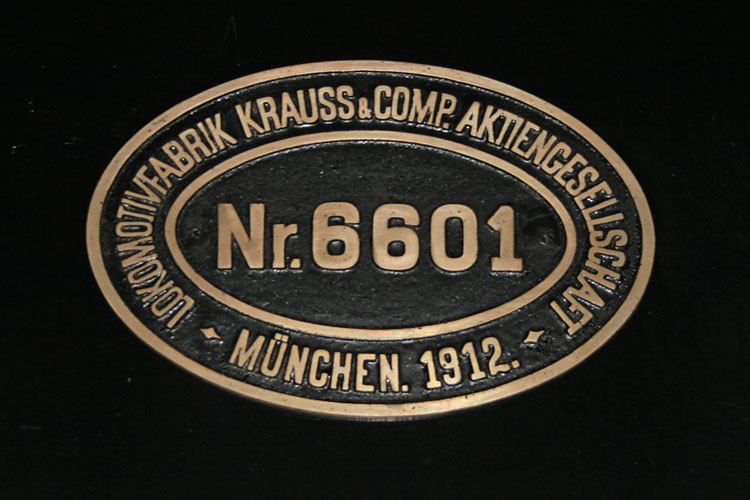 LOKOMOTIVFABRIK KRAUSS & COMP. AKTIENGESELLSCHAFT
Nr. 6601
MÜNCHEN. 1912.